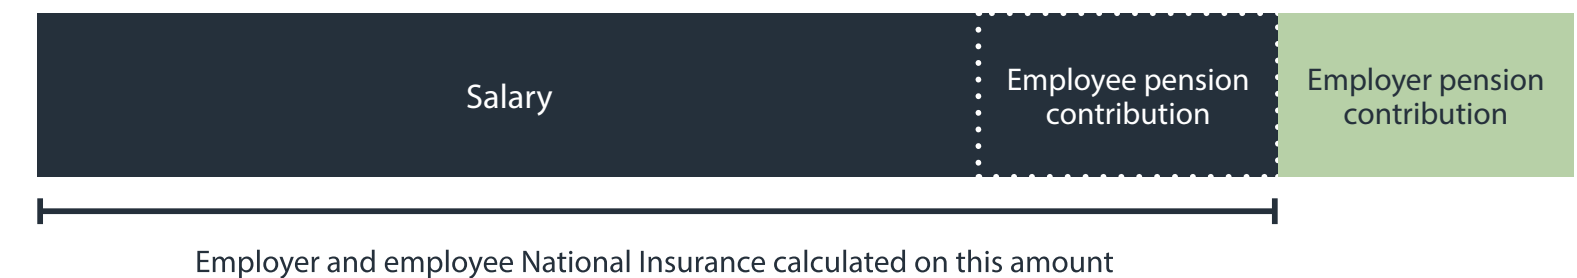 Salary
Employee pension
contribution
Employer pension
contribution
Employer and employee National Insurance calculated on this amount